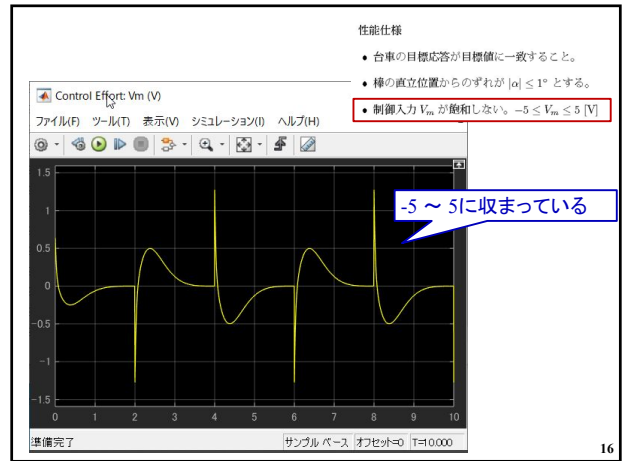 性能仕様
• 台車の目標応答が目標値に一致すること。
• 棒の直立位置からのずれが |α| ≤ 1° とする。
• 制御入力 Vm が飽和しない。−5 ≤ Vm ≤ 5 [V]
Control Effort: Vm (V)
ファイル(F) ツール(T) 表示(V) シミュレーション(I) ヘルプ(H)
-5 ～ 5に収まっている
1.5
1
0.5
0
-0.5
-1
-1.5
0 1 2 3 4 5 6 7 8 9 10
準備完了 サンプル ベース オフセット=0 T=10.000
16